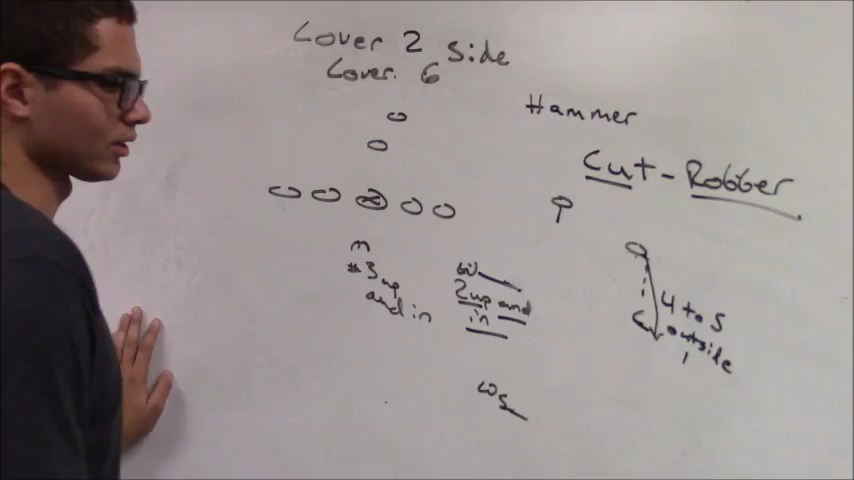 Cover 2 Side
Cover 6
Hammer
Cut - Robber
M
#3 up
and in
W
2 up and
in
C
4 to 5
outside
1
WS